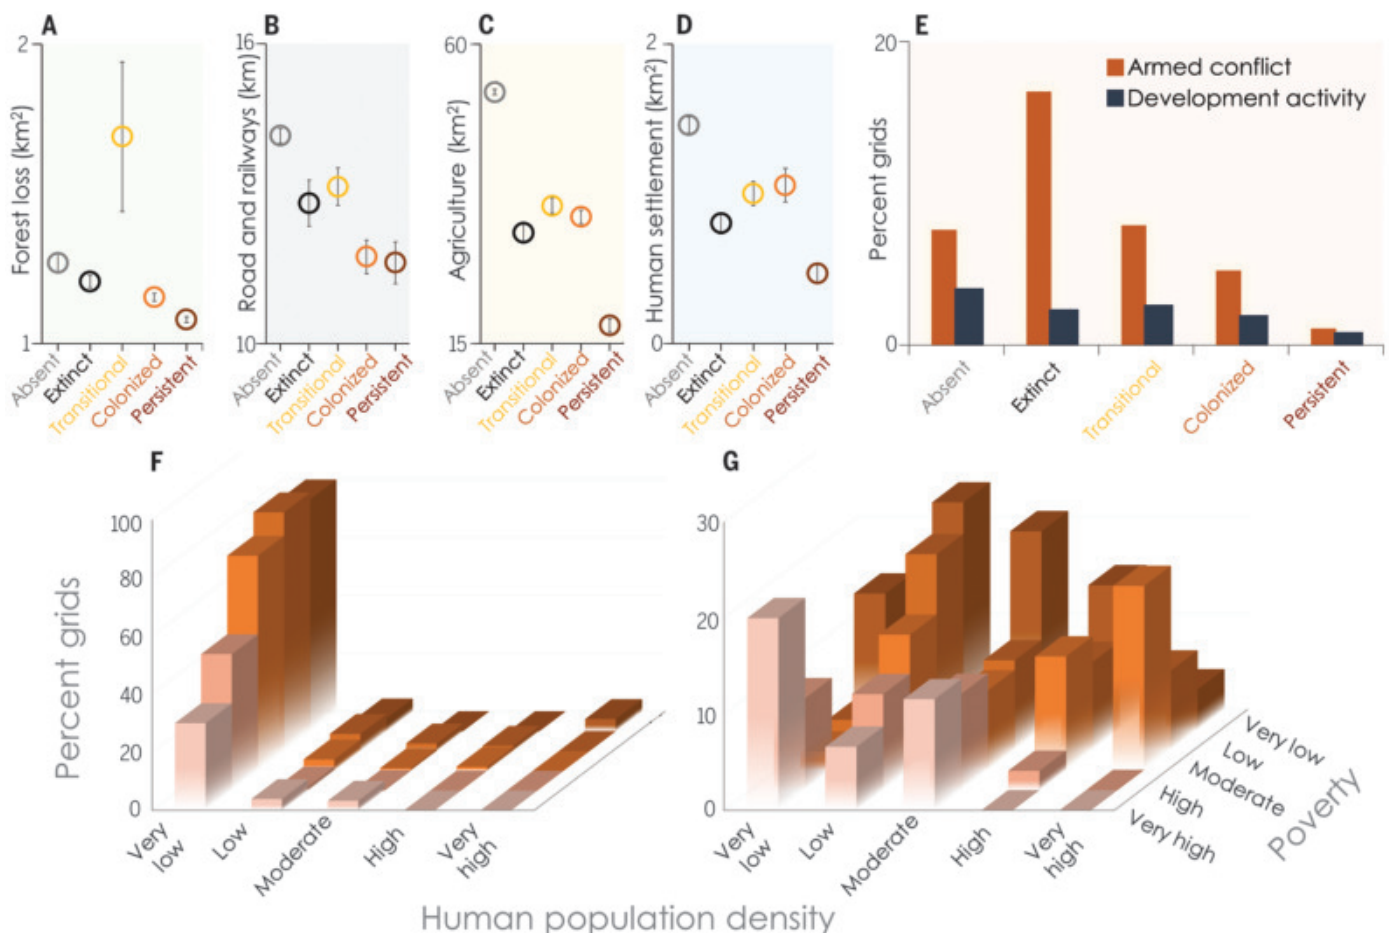 A
2
Forest loss (km²)
1
Absent
Extinct
Transitional
Colonized
Persistent
B
16
Road and railways (km)
10
Absent
Extinct
Transitional
Colonized
Persistent
C
60
Agriculture (km²)
15
Absent
Extinct
Transitional
Colonized
Persistent
D
2
Human settlement (km²)
0
Absent
Extinct
Transitional
Colonized
Persistent
E
20
Percent grids
0
Armed conflict
Development activity
Absent
Extinct
Transitional
Colonized
Persistent
F
100
80
60
40
20
0
Percent grids
Very
low
Low
Moderate
High
Very
high
G
30
20
10
0
Very
low
Low
Moderate
High
Very
high
Very low
Low
Moderate
High
Very high
Poverty
Human population density